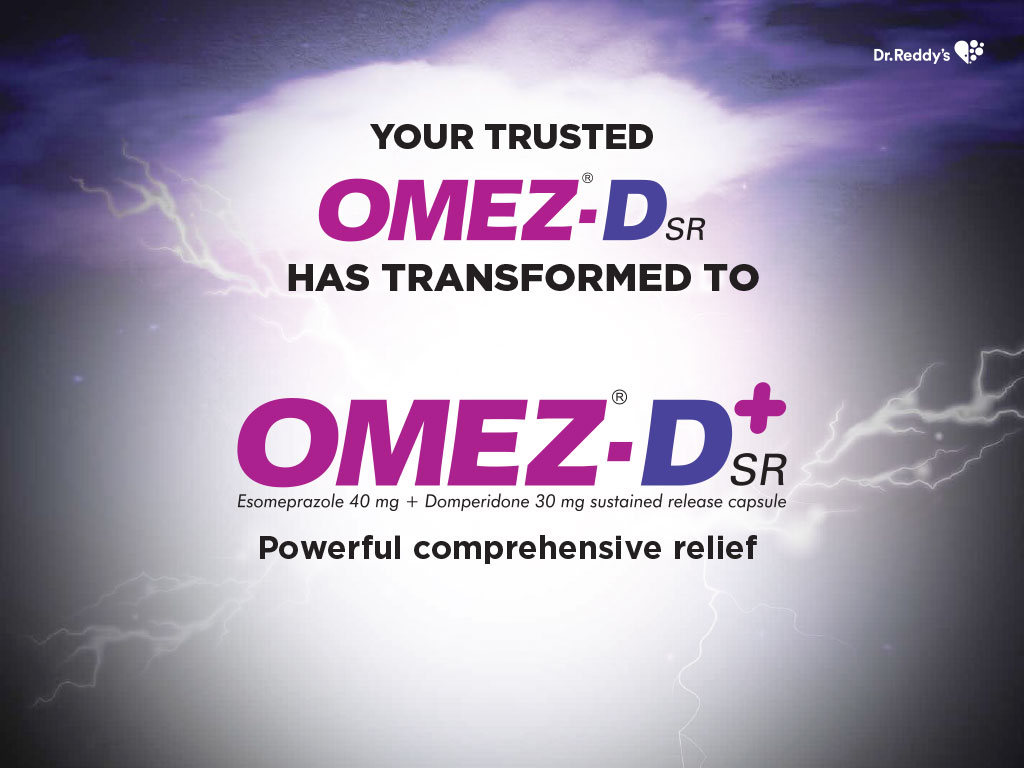 Dr.Reddy's
YOUR TRUSTED
OMEZ®-D SR
HAS TRANSFORMED TO
OMEZ®-D+ SR
Esomeprazole 40 mg + Domperidone 30 mg sustained release capsule
Powerful comprehensive relief